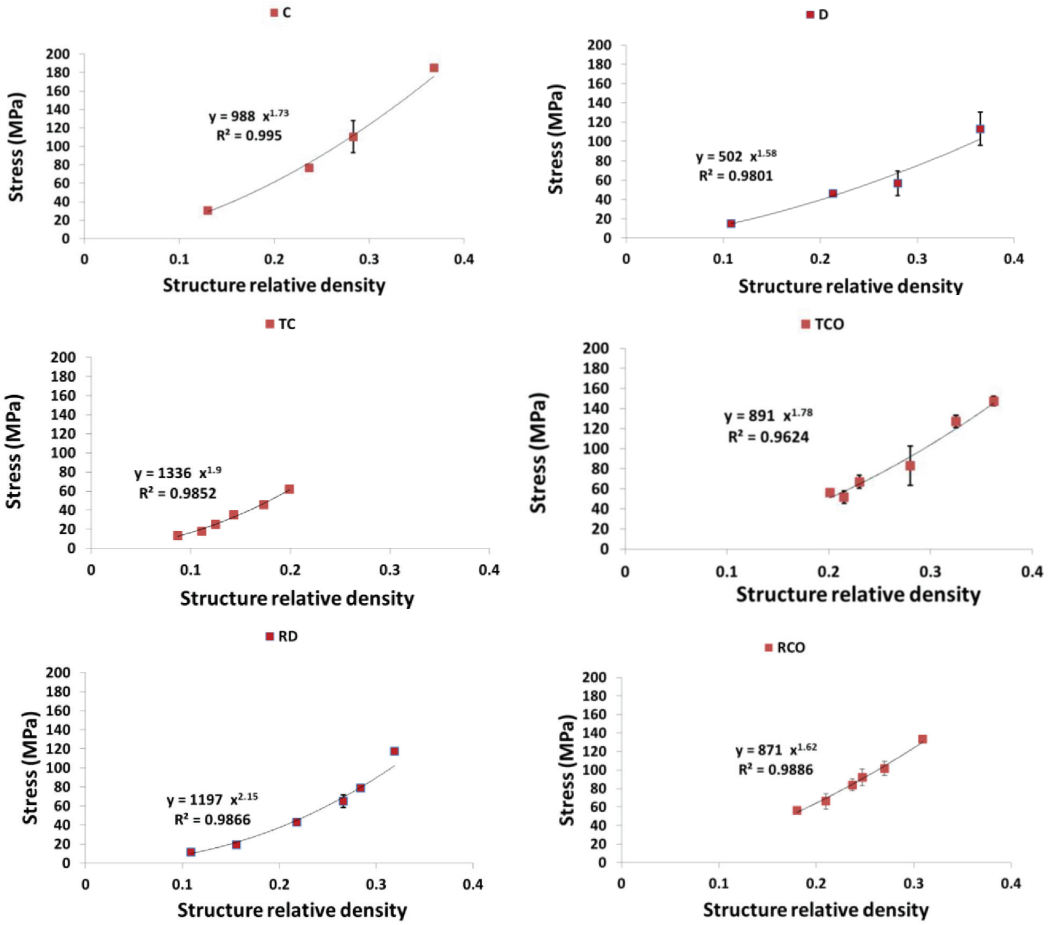 C
200
180
160
140
120
100
80
60
40
20
0
Stress (MPa)
y = 988 x^1.73
R² = 0.995
0 0.1 0.2 0.3 0.4
Structure relative density
D
200
180
160
140
120
100
80
60
40
20
0
Stress (MPa)
y = 502 x^1.58
R² = 0.9801
0 0.1 0.2 0.3 0.4
Structure relative density
TC
200
180
160
140
120
100
80
60
40
20
0
Stress (MPa)
y = 1336 x^1.9
R² = 0.9852
0 0.1 0.2 0.3 0.4
Structure relative density
TCO
200
180
160
140
120
100
80
60
40
20
0
Stress (MPa)
y = 891 x^1.78
R² = 0.9624
0 0.1 0.2 0.3 0.4
Structure relative density
RD
200
180
160
140
120
100
80
60
40
20
0
Stress (MPa)
y = 1197 x^2.15
R² = 0.9866
0 0.1 0.2 0.3 0.4
Structure relative density
RCO
200
180
160
140
120
100
80
60
40
20
0
Stress (MPa)
y = 871 x^1.62
R² = 0.9886
0 0.1 0.2 0.3 0.4
Structure relative density